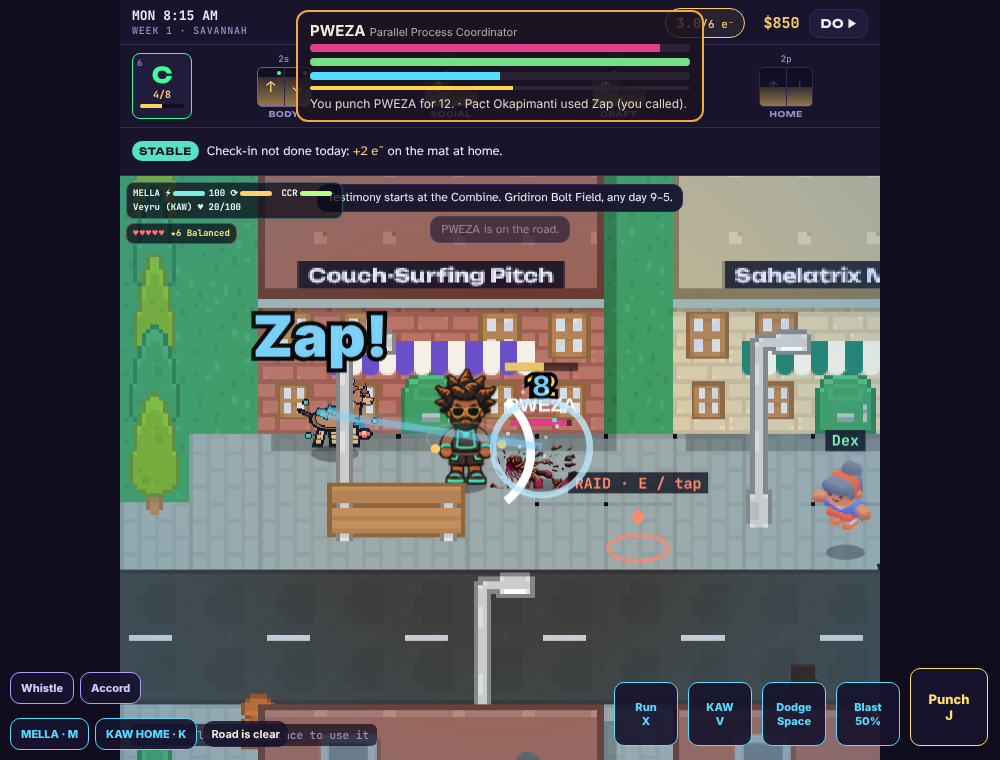 MON 8:15 AM
WEEK 1 · SAVANNAH
PWEZA Parallel Process Coordinator
You punch PWEZA for 12. · Pact Okapimanti used Zap (you called).
3.0/6 e⁻
$850
DO ▶
6
C
4/8
2s
BODY
SOCIAL
CRAFT
2p
HOME
STABLE
Check-in not done today: +2 e⁻ on the mat at home.
MELLA ⚡ 100 ⟳ CCR
Veyru (KAW) ♥ 20/100
♥♥♥♥♥ ★6 Balanced
Testimony starts at the Combine. Gridiron Bolt Field, any day 9–5.
PWEZA is on the road.
Couch-Surfing Pitch
Sahelatrix M
Zap!
8
PWEZA
RAID · E / tap
Dex
Whistle
Accord
MELLA · M
KAW HOME · K
Road is clear
nce to use it
Run
X
KAW
V
Dodge
Space
Blast
50%
Punch
J